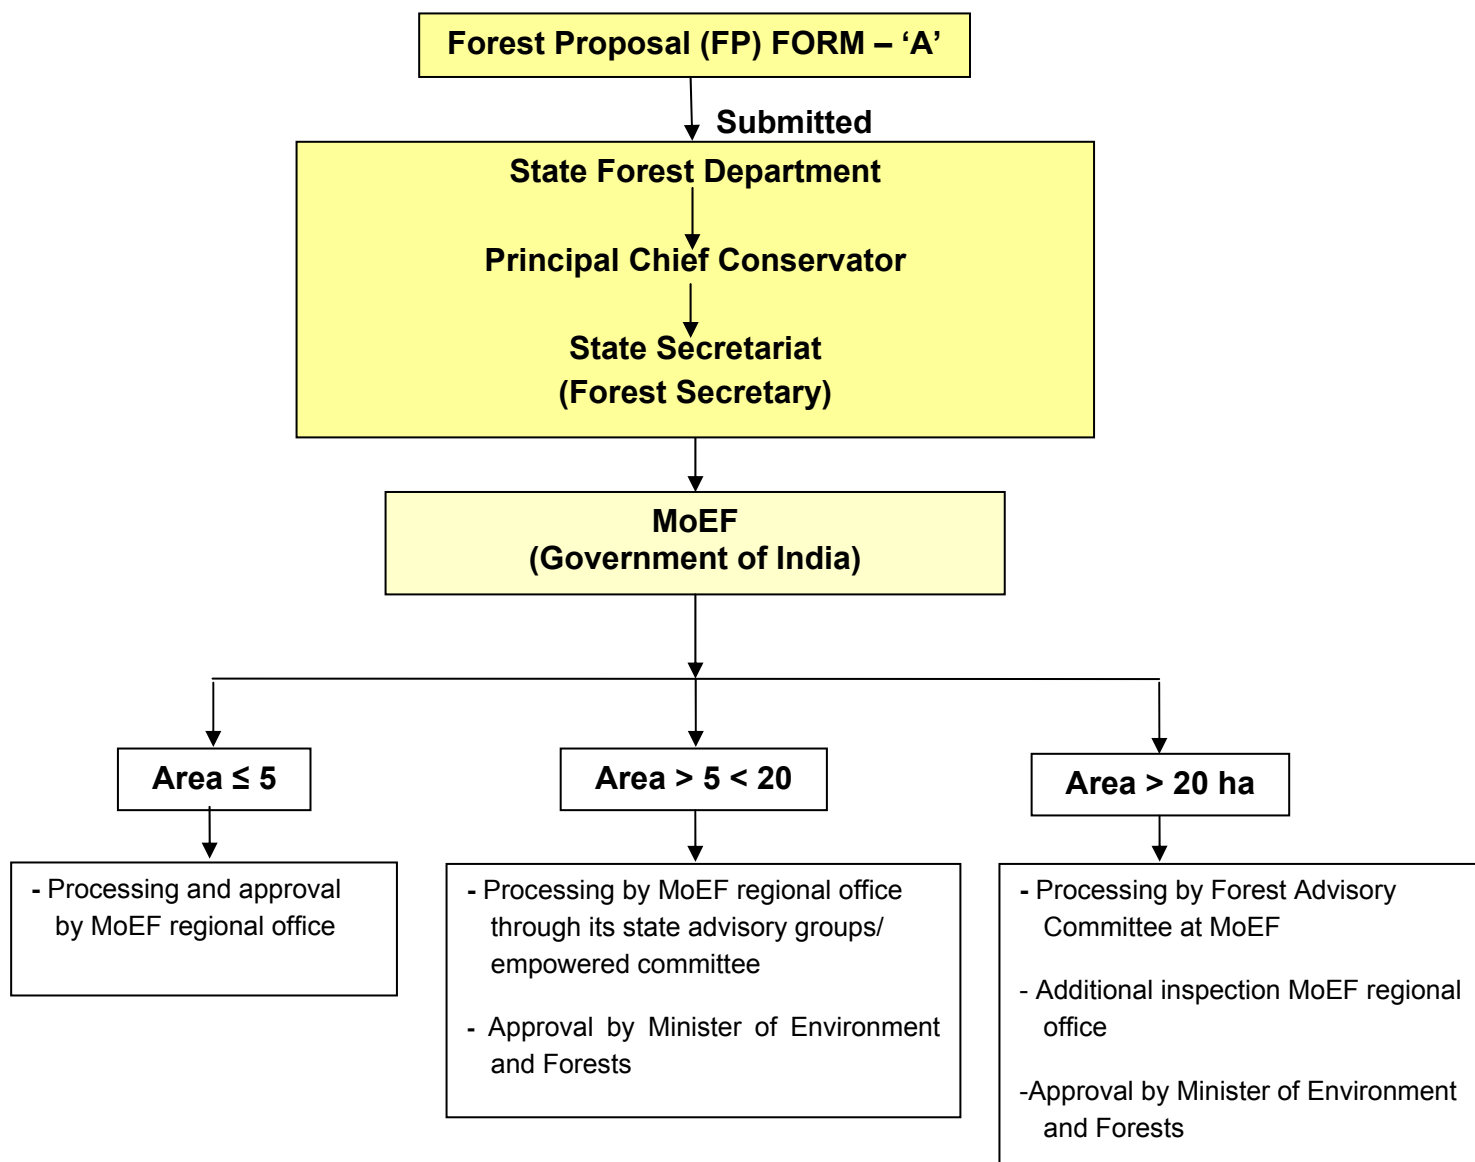 Forest Proposal (FP) FORM – ‘A’
Submitted
State Forest Department
Principal Chief Conservator
State Secretariat
(Forest Secretary)
MoEF
(Government of India)
Area ≤ 5
- Processing and approval
by MoEF regional office
Area > 5 < 20
- Processing by MoEF regional office
through its state advisory groups/
empowered committee
- Approval by Minister of Environment
and Forests
Area > 20 ha
- Processing by Forest Advisory
Committee at MoEF
- Additional inspection MoEF regional
office
-Approval by Minister of Environment
and Forests